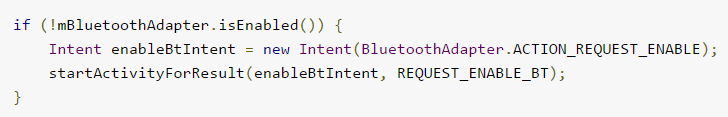 if (!mBluetoothAdapter.isEnabled()) {
    Intent enableBtIntent = new Intent(BluetoothAdapter.ACTION_REQUEST_ENABLE);
    startActivityForResult(enableBtIntent, REQUEST_ENABLE_BT);
}